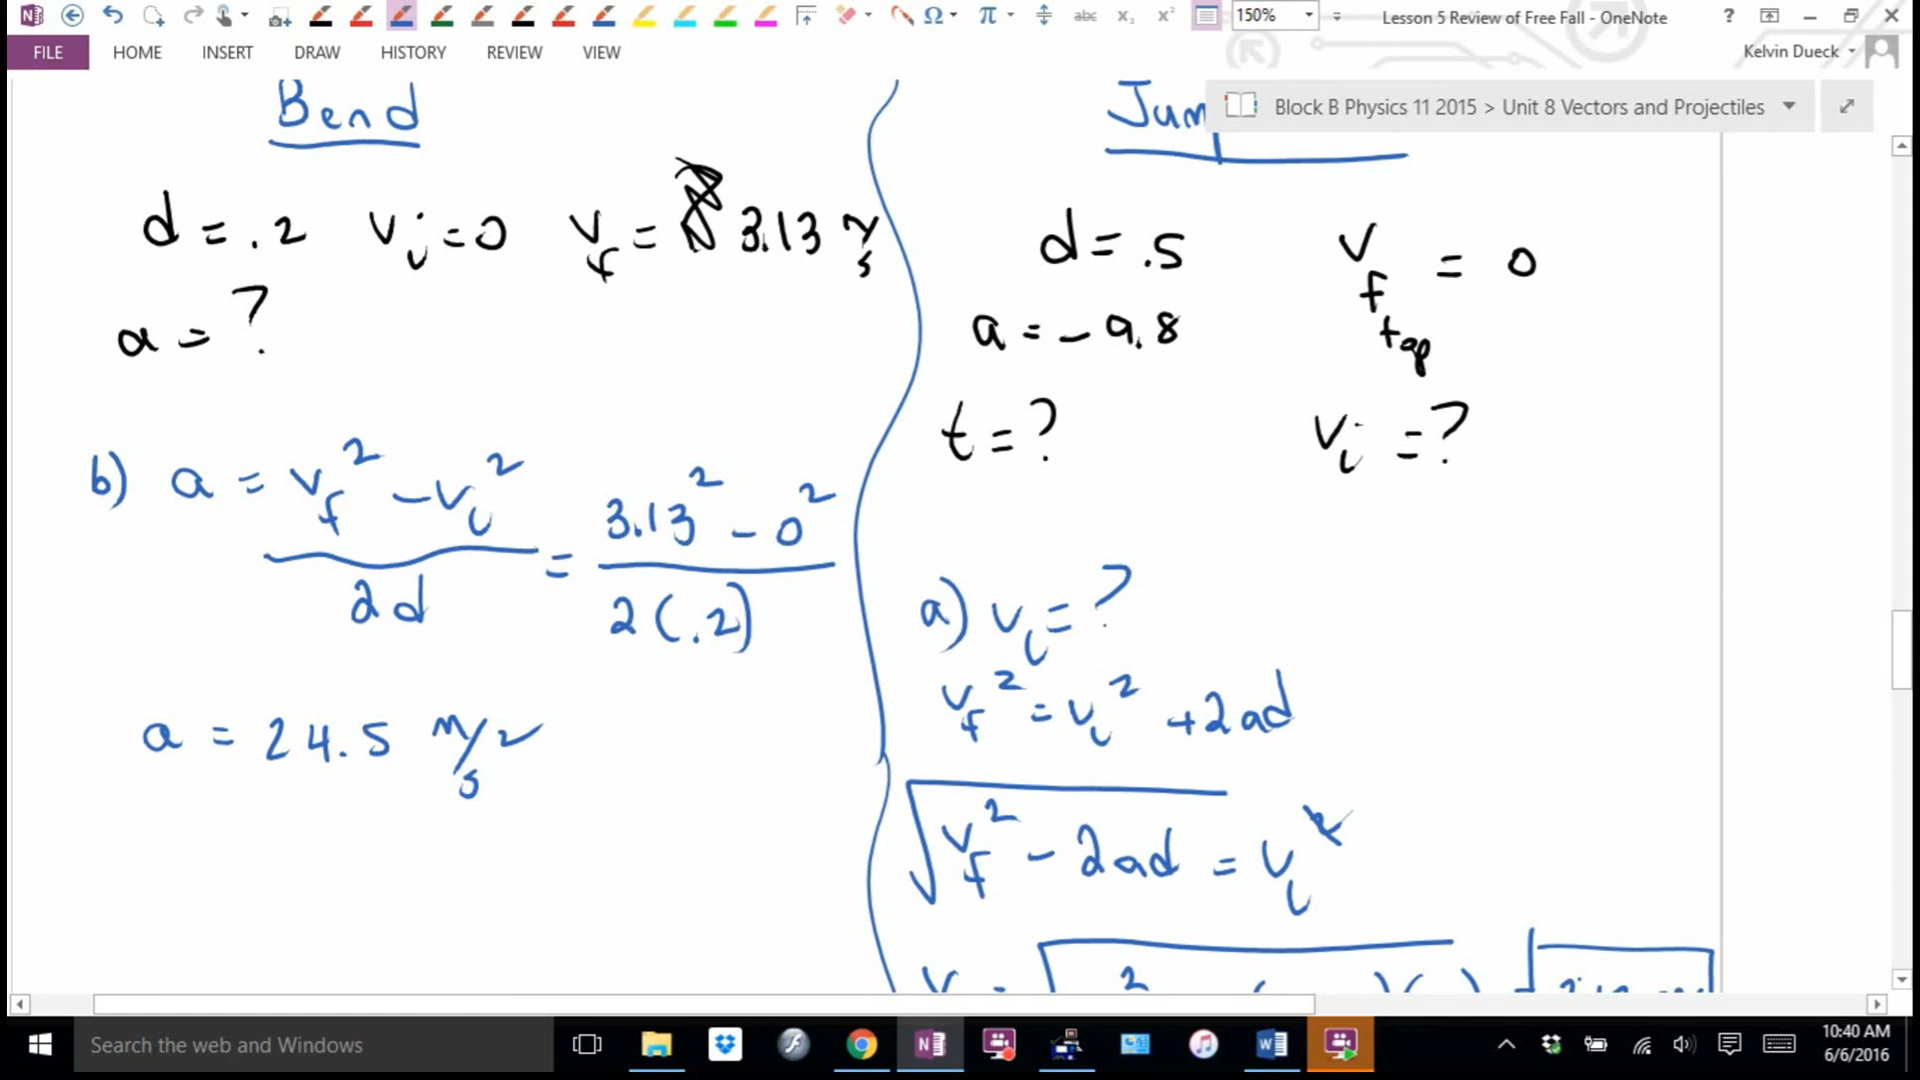 150%
Lesson 5 Review of Free Fall - OneNote
FILE HOME INSERT DRAW HISTORY REVIEW VIEW
Kelvin Dueck
Block B Physics 11 2015 > Unit 8 Vectors and Projectiles
Bend
d = .2 vi = 0 vf = 3.13 m/s
a = ?
b) a = vf² - vi² / 2d = 3.13² - 0² / 2(.2)
a = 24.5 m/s²
Jum
d = .5 vf top = 0
a = - 9.8
t = ? vi = ?
a) vi = ?
vf² = vi² + 2ad
√vf² - 2ad = vi²
Search the web and Windows
10:40 AM
6/6/2016